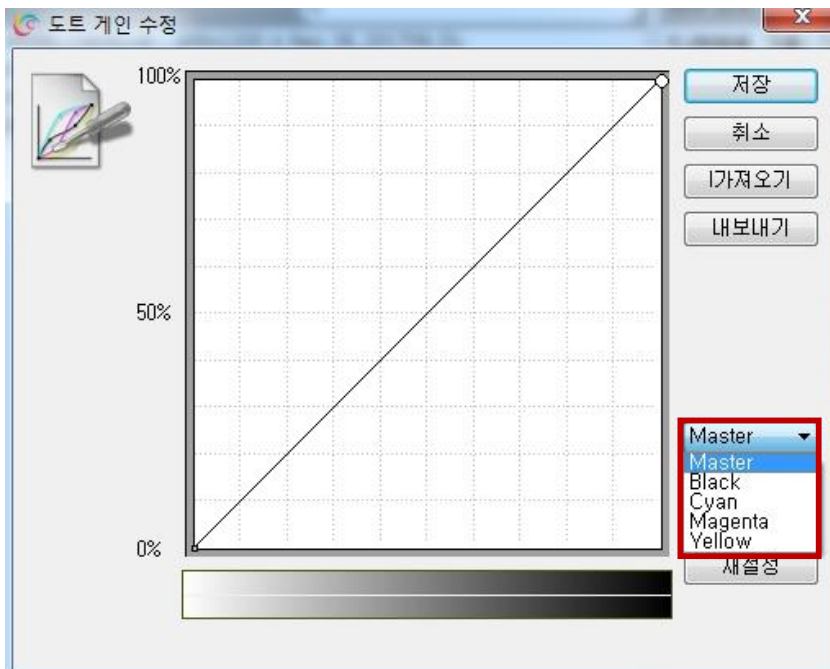 도트 게인 수정
X
100%
저장
취소
I가져오기
내보내기
50%
Master
Master
Black
Cyan
Magenta
Yellow
0%
재설정